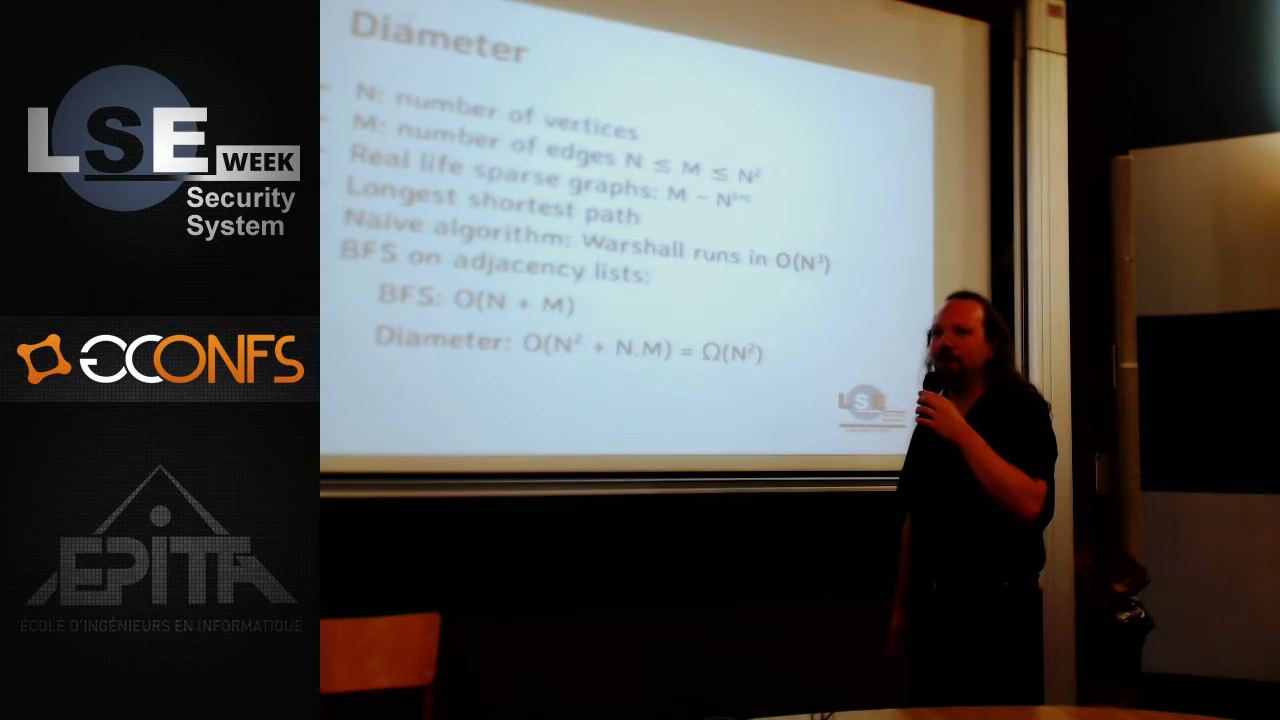 LSE WEEK
Security
System
GCONFS
EPITA
ÉCOLE D'INGÉNIEURS EN INFORMATIQUE
Diameter
N: number of vertices
M: number of edges N ≤ M ≤ N²
Real life sparse graphs: M ~
Longest shortest path
Naive algorithm: Warshall runs in O(N³)
BFS on adjacency lists:
BFS: O(N + M)
Diameter: O(N² + N.M) = Ω(N²)
LSE